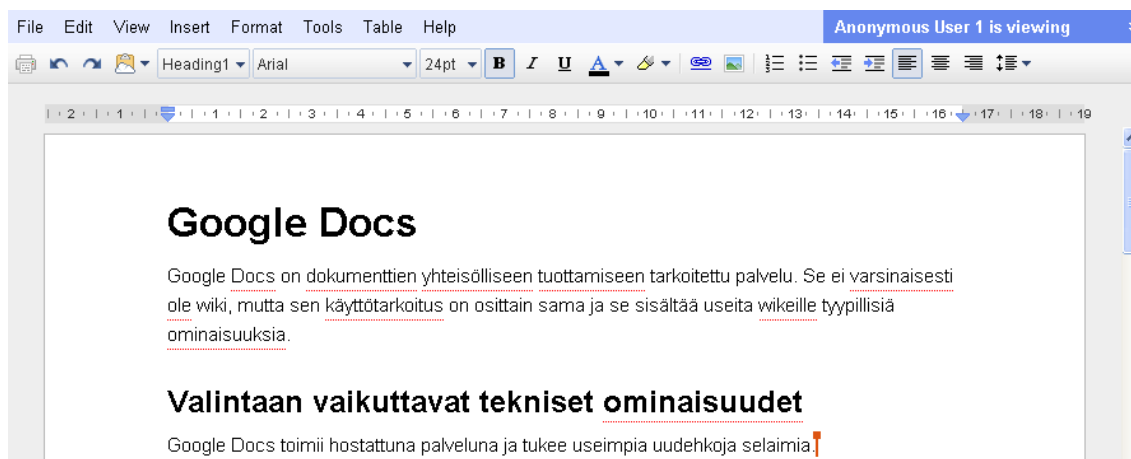 File Edit View Insert Format Tools Table Help Anonymous User 1 is viewing
Heading1 Arial 24pt B I U A
2 1 1 2 3 4 5 6 7 8 9 10 11 12 13 14 15 16 17 18 19
Google Docs
Google Docs on dokumenttien yhteisölliseen tuottamiseen tarkoitettu palvelu. Se ei varsinaisesti
ole wiki, mutta sen käyttötarkoitus on osittain sama ja se sisältää useita wikeille tyypillisiä
ominaisuuksia.
Valintaan vaikuttavat tekniset ominaisuudet
Google Docs toimii hostattuna palveluna ja tukee useimpia uudehkoja selaimia.